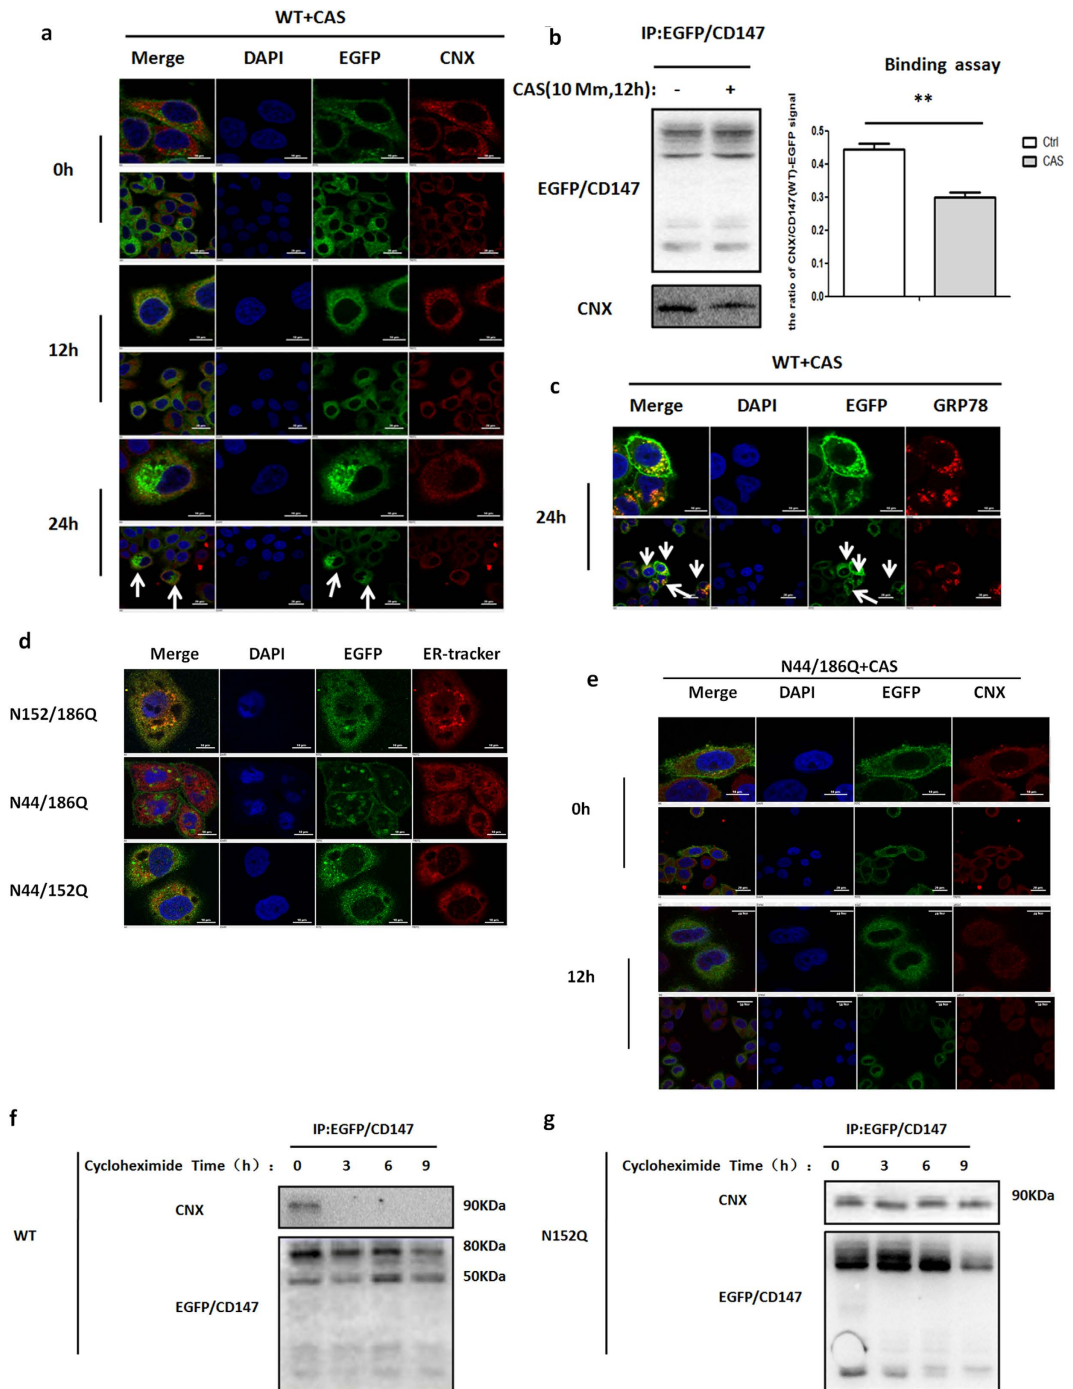 a
WT+CAS
Merge DAPI EGFP CNX
0h
12h
24h
b
IP:EGFP/CD147
CAS(10 Mm,12h): - +
EGFP/CD147
CNX
Binding assay
**
the ratio of CNX/CD147(WT)-EGFP signal
0.5
0.4
0.3
0.2
0.1
0.0
Ctrl
CAS
c
WT+CAS
Merge DAPI EGFP GRP78
24h
d
Merge DAPI EGFP ER-tracker
N152/186Q
N44/186Q
N44/152Q
e
N44/186Q+CAS
Merge DAPI EGFP CNX
0h
12h
f
IP:EGFP/CD147
Cycloheximide Time（h）: 0 3 6 9
CNX
90KDa
WT
80KDa
50KDa
EGFP/CD147
g
IP:EGFP/CD147
Cycloheximide Time（h）: 0 3 6 9
CNX
90KDa
N152Q
EGFP/CD147